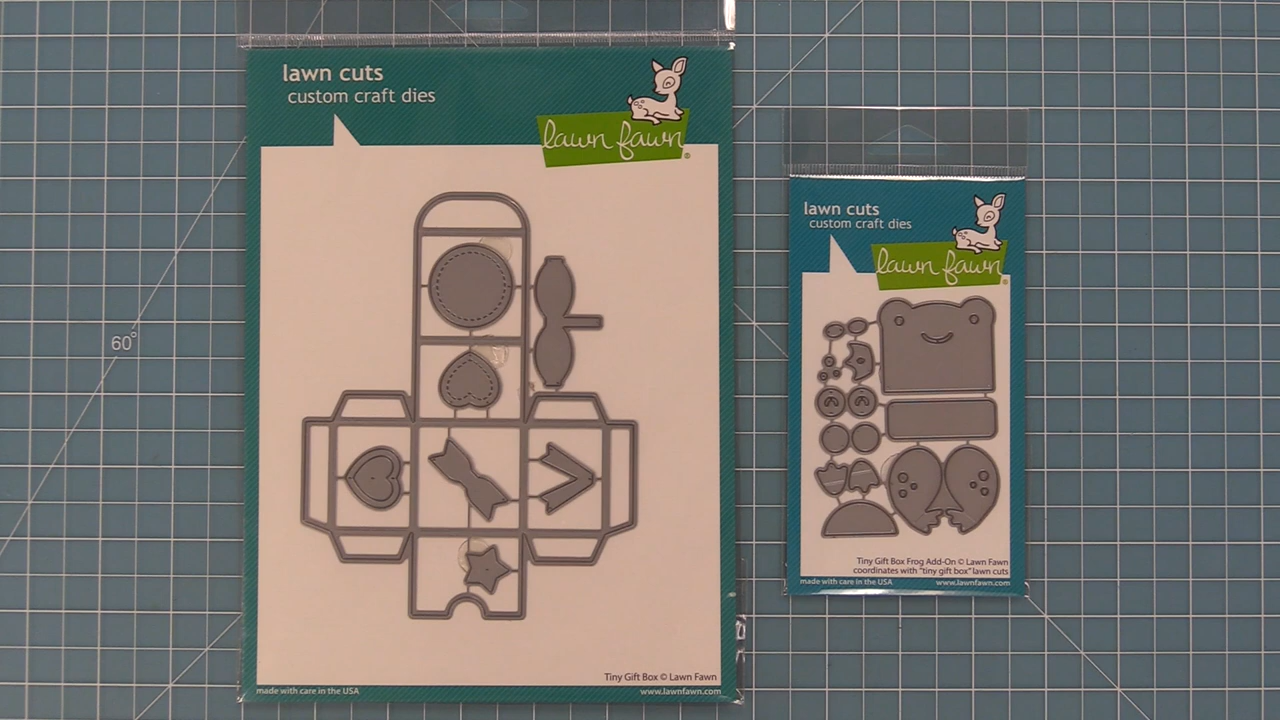 lawn cuts
custom craft dies
lawn fawn®
Tiny Gift Box © Lawn Fawn
made with care in the USA
www.lawnfawn.com
60°
lawn cuts
custom craft dies
lawn fawn®
Tiny Gift Box Frog Add-On © Lawn Fawn
coordinates with "tiny gift box" lawn cuts
made with care in the USA
www.lawnfawn.com